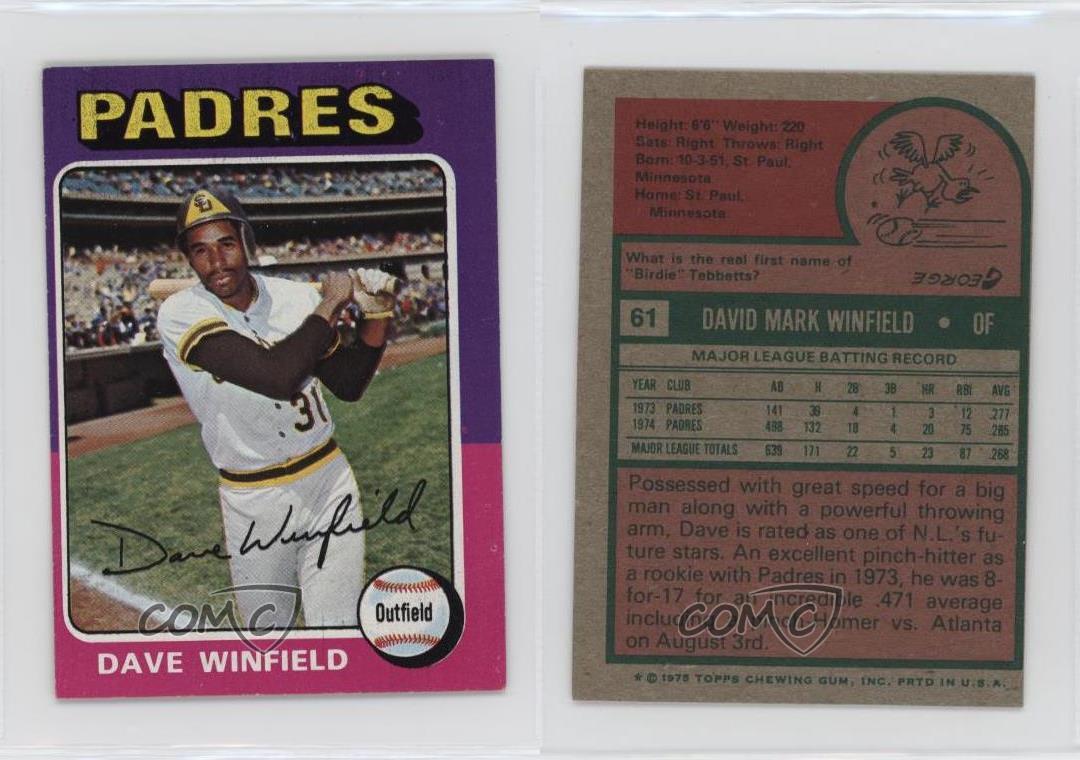 PADRES
31
Dave Winfield
Outfield
COMC
DAVE WINFIELD
Height: 6'6" Weight: 220
Bats: Right Throws: Right
Born: 10-3-51, St. Paul,
Minnesota
Home: St. Paul,
Minnesota
What is the real first name of
"Birdie" Tebbetts?
GEORGE
61 DAVID MARK WINFIELD • OF
MAJOR LEAGUE BATTING RECORD
YEAR CLUB AB H 2B 3B HR RBI AVG
1973 PADRES 141 39 4 1 3 12 .277
1974 PADRES 498 132 18 4 20 75 .265
MAJOR LEAGUE TOTALS 639 171 22 5 23 87 .268
Possessed with great speed for a big
man along with a powerful throwing
arm, Dave is rated as one of N.L.'s fu-
ture stars. An excellent pinch-hitter as
a rookie with Padres in 1973, he was 8-
for-17 for an incredible .471 average
including a pinch Homer vs. Atlanta
on August 3rd.
COMC
* © 1975 TOPPS CHEWING GUM, INC. PRTD IN U.S.A.